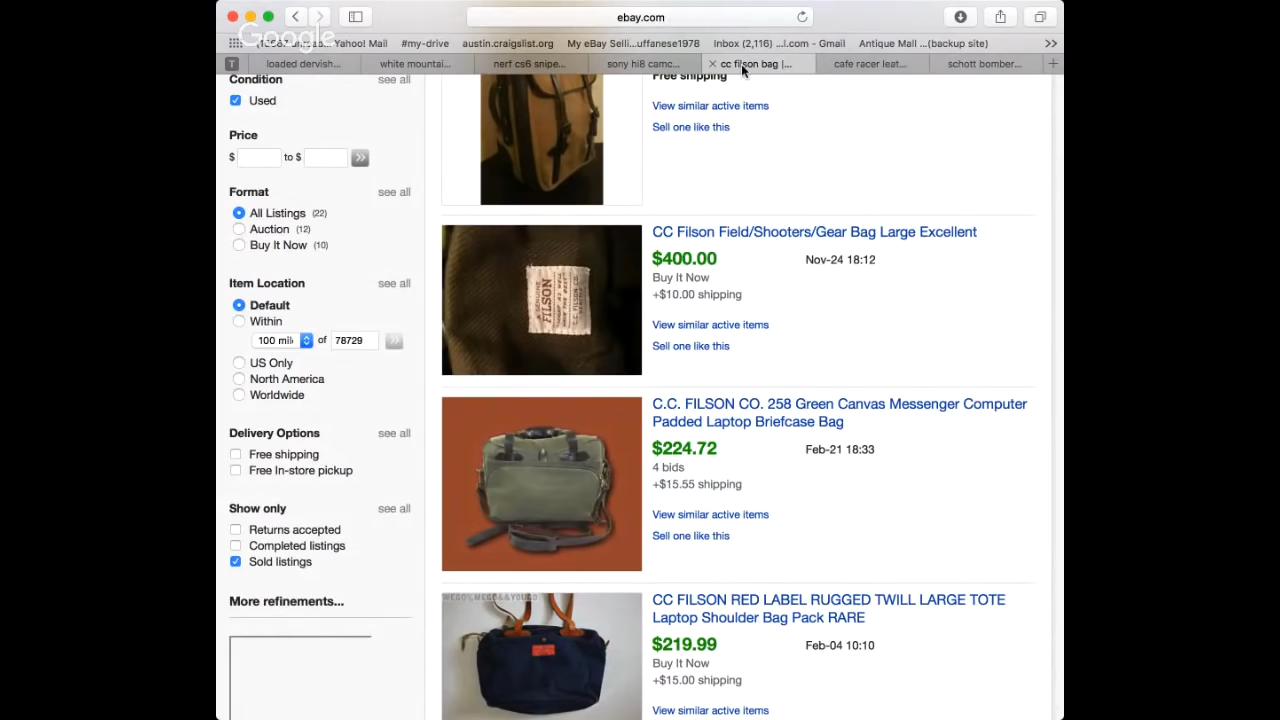 ebay.com
Google
Yahoo! Mail
#my-drive
austin.craigslist.org
My eBay Selli...uffanese1978
Inbox (2,116) ...l.com - Gmail
Antique Mall ...(backup site)
T
loaded dervish...
white mountai...
nerf cs6 snipe...
sony hi8 camc...
cc filson bag |...
cafe racer leat...
schott bomber...
Condition see all
Used
Price
$ to $
Format see all
All Listings (22)
Auction (12)
Buy It Now (10)
Item Location see all
Default
Within
100 mil of 78729
US Only
North America
Worldwide
Delivery Options see all
Free shipping
Free In-store pickup
Show only see all
Returns accepted
Completed listings
Sold listings
More refinements...
Free shipping
View similar active items
Sell one like this
CC Filson Field/Shooters/Gear Bag Large Excellent
$400.00 Nov-24 18:12
Buy It Now
+$10.00 shipping
View similar active items
Sell one like this
FILSON
C.C. FILSON CO. 258 Green Canvas Messenger Computer
Padded Laptop Briefcase Bag
$224.72 Feb-21 18:33
4 bids
+$15.55 shipping
View similar active items
Sell one like this
CC FILSON RED LABEL RUGGED TWILL LARGE TOTE
Laptop Shoulder Bag Pack RARE
$219.99 Feb-04 10:10
Buy It Now
+$15.00 shipping
View similar active items